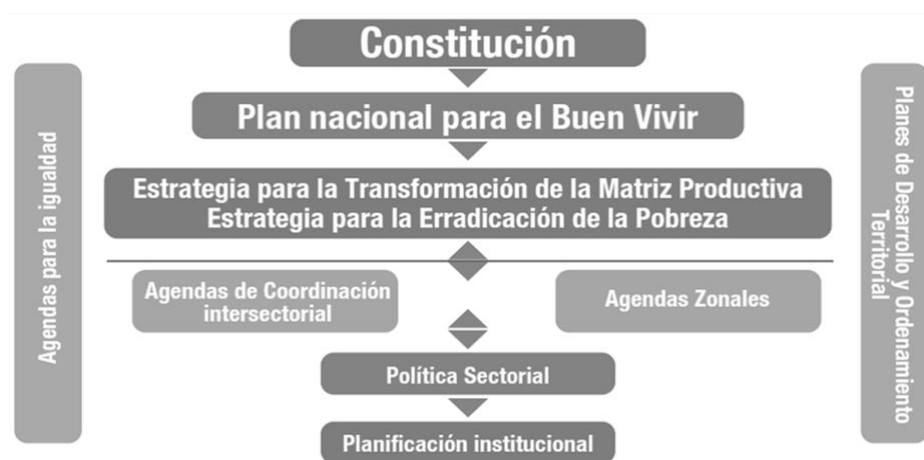 Constitución
Plan nacional para el Buen Vivir
Estrategia para la Transformación de la Matriz Productiva
Estrategia para la Erradicación de la Pobreza
Agendas de Coordinación
intersectorial
Agendas Zonales
Política Sectorial
Planificación institucional
Agendas para la igualdad
Planes de Desarrollo y Ordenamiento
Territorial